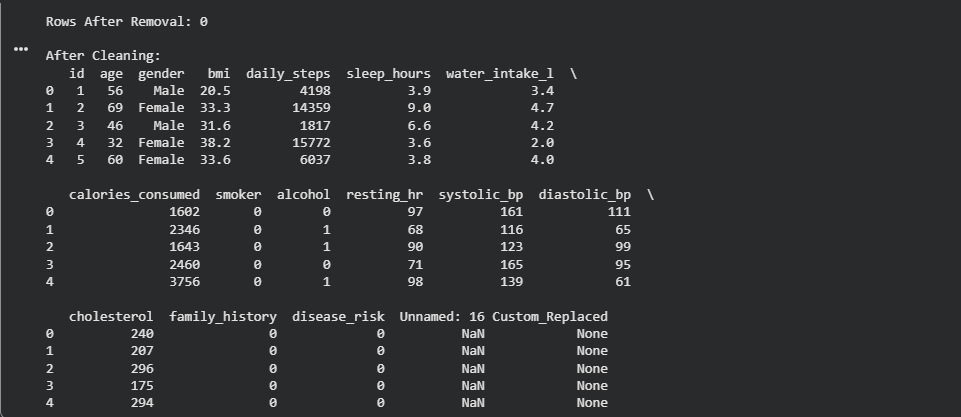 Rows After Removal: 0
After Cleaning:
   id  age  gender   bmi  daily_steps  sleep_hours  water_intake_l  \
0   1   56    Male  20.5         4198          3.9             3.4
1   2   69  Female  33.3        14359          9.0             4.7
2   3   46    Male  31.6         1817          6.6             4.2
3   4   32  Female  38.2        15772          3.6             2.0
4   5   60  Female  33.6         6037          3.8             4.0
   calories_consumed  smoker  alcohol  resting_hr  systolic_bp  diastolic_bp  \
0               1602       0        0          97          161           111
1               2346       0        1          68          116            65
2               1643       0        1          90          123            99
3               2460       0        0          71          165            95
4               3756       0        1          98          139            61
   cholesterol  family_history  disease_risk  Unnamed: 16 Custom_Replaced
0          240               0             0          NaN            None
1          207               0             0          NaN            None
2          296               0             0          NaN            None
3          175               0             0          NaN            None
4          294               0             0          NaN            None